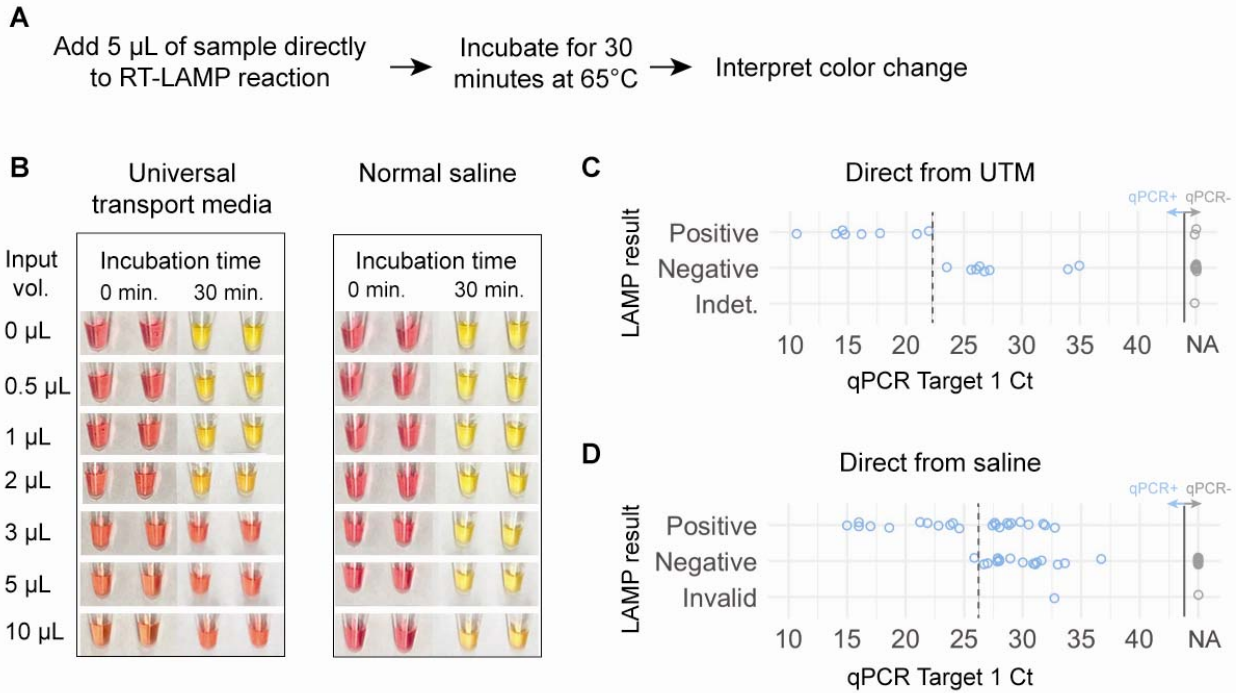 A
Add 5 µL of sample directly
to RT-LAMP reaction
Incubate for 30
minutes at 65°C
Interpret color change
B
Universal
transport media
Normal saline
Input
vol.
Incubation time
0 min. 30 min.
Incubation time
0 min. 30 min.
0 µL
0.5 µL
1 µL
2 µL
3 µL
5 µL
10 µL
C
Direct from UTM
qPCR+ qPCR-
LAMP result
Positive
Negative
Indet.
10 15 20 25 30 35 40 NA
qPCR Target 1 Ct
D
Direct from saline
qPCR+ qPCR-
LAMP result
Positive
Negative
Invalid
10 15 20 25 30 35 40 NA
qPCR Target 1 Ct